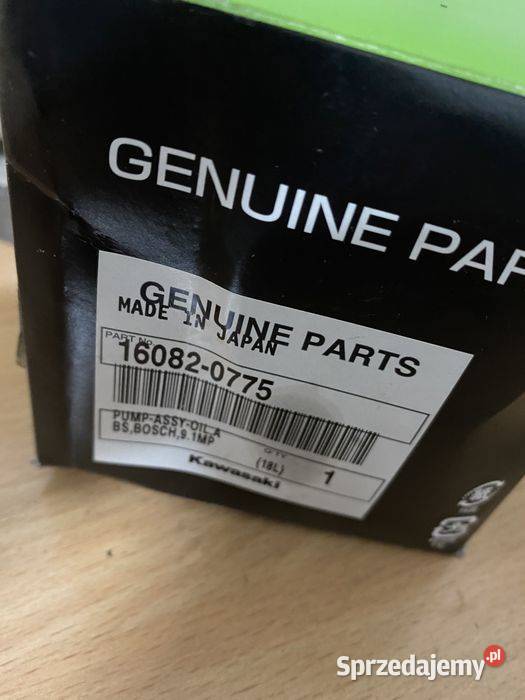 GENUINE PAR
GENUINE PARTS
MADE IN JAPAN
PART No.
16082-0775
PUMP-ASSY-OIL,A
BS,BOSCH,9.1MP
Q'TY
(18L) 1
Kawasaki
Sprzedajemy.pl